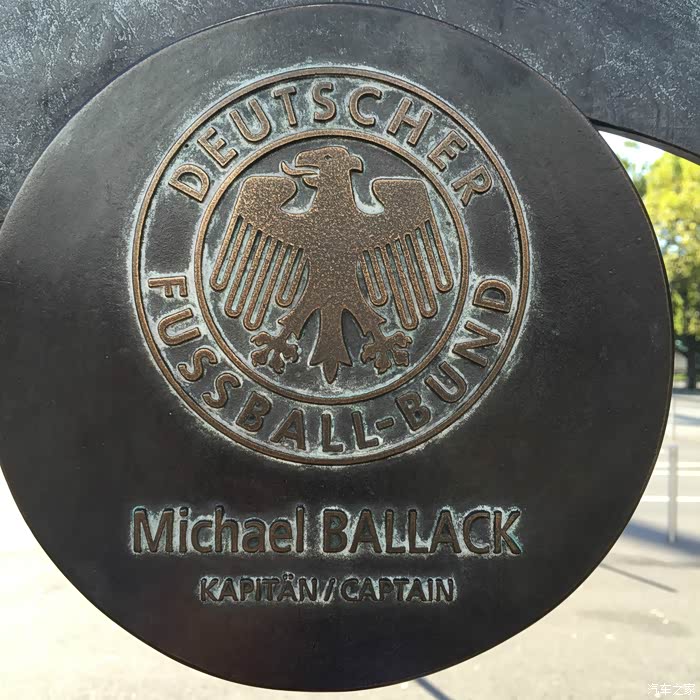 DEUTSCHER
FUSSBALL-BUND
Michael BALLACK
KAPITÄN / CAPTAIN
汽车之家